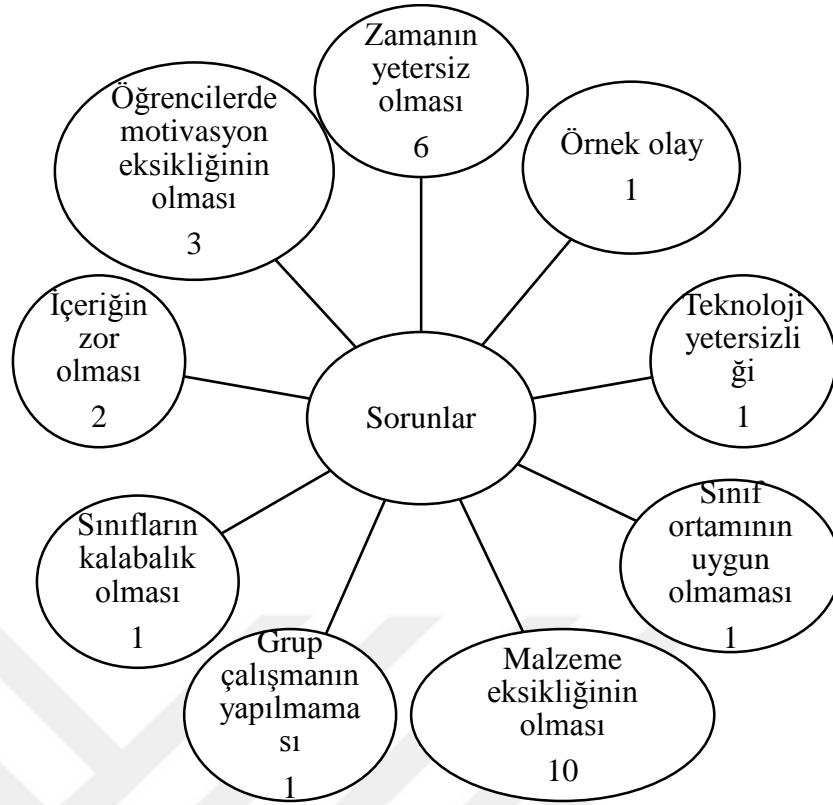 Zamanın
yetersiz
olması
6
Örnek olay
1
Teknoloji
yetersizli
ği
1
Sınıf
ortamının
uygun
olmaması
1
Malzeme
eksikliğinin
olması
10
Grup
çalışmanın
yapılmama
sı
1
Sınıfların
kalabalık
olması
1
İçeriğin
zor
olması
2
Öğrencilerde
motivasyon
eksikliğinin
olması
3
Sorunlar